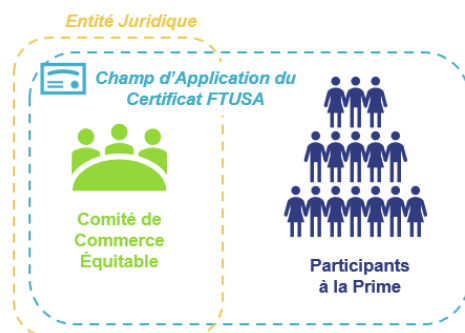 Entité Juridique
Champ d'Application du
Certificat FTUSA
Comité de
Commerce
Équitable
Participants
à la Prime